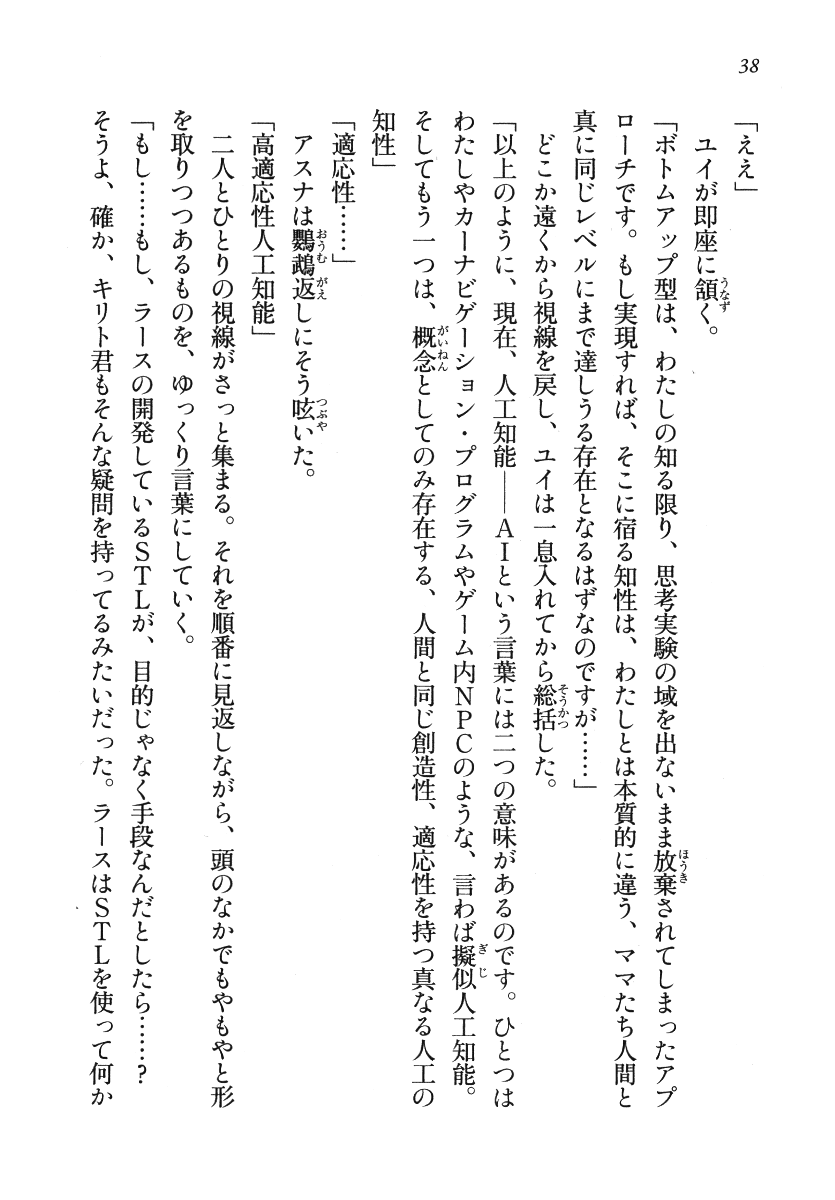 38
「ええ」
　ユイが即座に頷く。
「ボトムアップ型は、わたしの知る限り、思考実験の域を出ないまま放棄されてしまったアプ
ローチです。もし実現すれば、そこに宿る知性は、わたしとは本質的に違う、ママたち人間と
真に同じレベルにまで達しうる存在となるはずなのですが……」
　どこか遠くから視線を戻し、ユイは一息入れてから総括した。
「以上のように、現在、人工知能――ＡＩという言葉には二つの意味があるのです。ひとつは
わたしやカーナビゲーション・プログラムやゲーム内ＮＰＣのような、言わば擬似人工知能。
そしてもう一つは、概念としてのみ存在する、人間と同じ創造性、適応性を持つ真なる人工の
知性」
「適応性……」
　アスナは鸚鵡返しにそう呟いた。
「高適応性人工知能」
　二人とひとりの視線がさっと集まる。それを順番に見返しながら、頭のなかでもやもやと形
を取りつつあるものを、ゆっくり言葉にしていく。
「もし……もし、ラースの開発しているＳＴＬが、目的じゃなく手段なんだとしたら……？
そうよ、確か、キリト君もそんな疑問を持ってるみたいだった。ラースはＳＴＬを使って何か